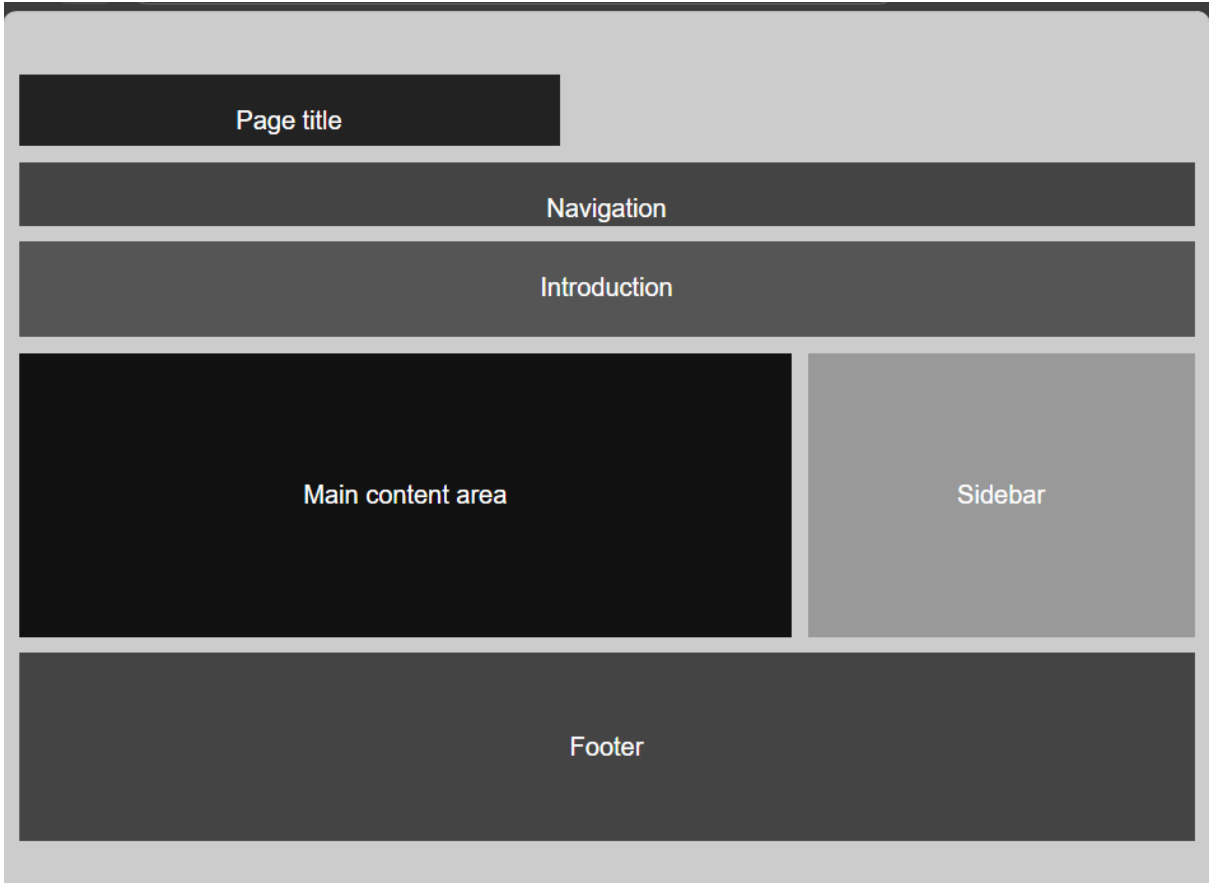 Page title
Navigation
Introduction
Main content area
Sidebar
Footer